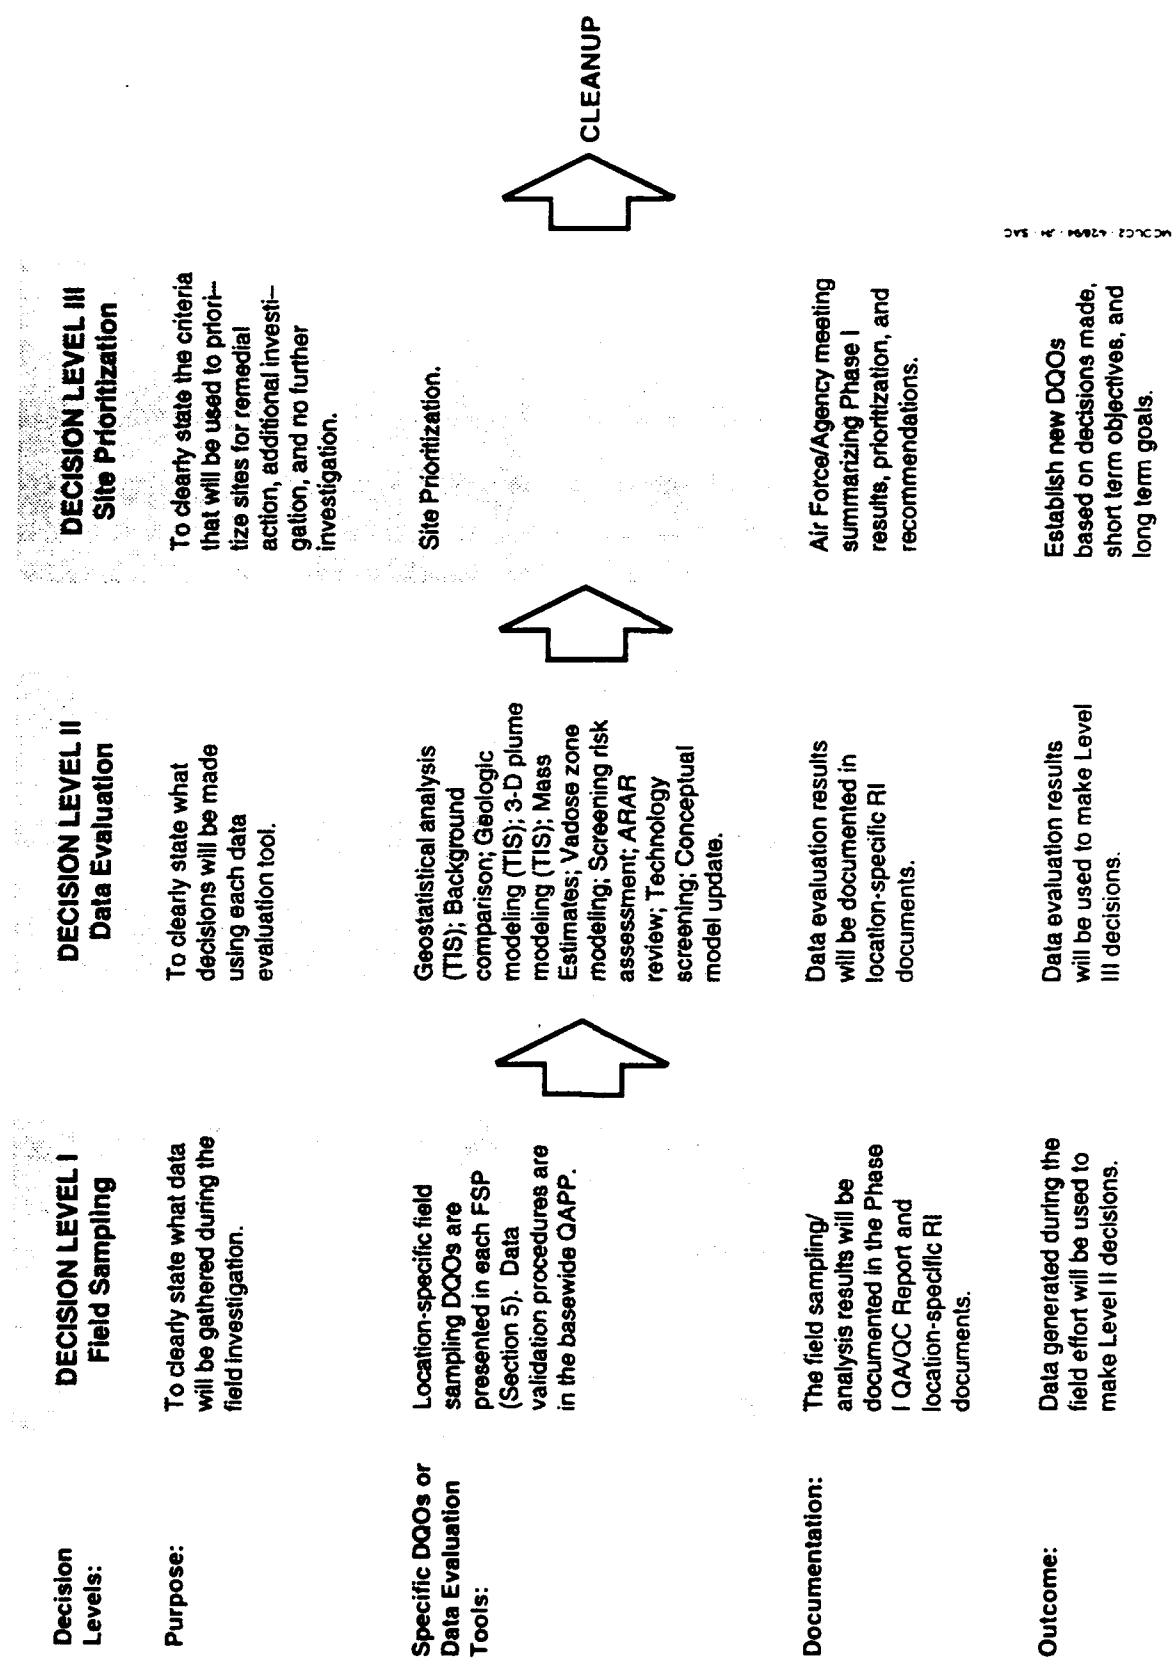 Decision
Levels:
DECISION LEVEL I
Field Sampling
DECISION LEVEL II
Data Evaluation
DECISION LEVEL III
Site Prioritization
Purpose:
To clearly state what data
will be gathered during the
field investigation.
To clearly state what
decisions will be made
using each data
evaluation tool.
To clearly state the criteria
that will be used to priori-
tize sites for remedial
action, additional investi-
gation, and no further
investigation.
Specific DQOs or
Data Evaluation
Tools:
Location-specific field
sampling DQOs are
presented in each FSP
(Section 5). Data
validation procedures are
in the basewide QAPP.
Geostatistical analysis
(TIS); Background
comparison; Geologic
modeling (TIS); 3-D plume
modeling (TIS); Mass
Estimates; Vadose zone
modeling; Screening risk
assessment; ARAR
review; Technology
screening; Conceptual
model update.
Site Prioritization.
CLEANUP
Documentation:
The field sampling/
analysis results will be
documented in the Phase
I QA/QC Report and
location-specific RI
documents.
Data evaluation results
will be documented in
location-specific RI
documents.
Air Force/Agency meeting
summarizing Phase I
results, prioritization, and
recommendations.
Outcome:
Data generated during the
field effort will be used to
make Level II decisions.
Data evaluation results
will be used to make Level
III decisions.
Establish new DQOs
based on decisions made,
short term objectives, and
long term goals.